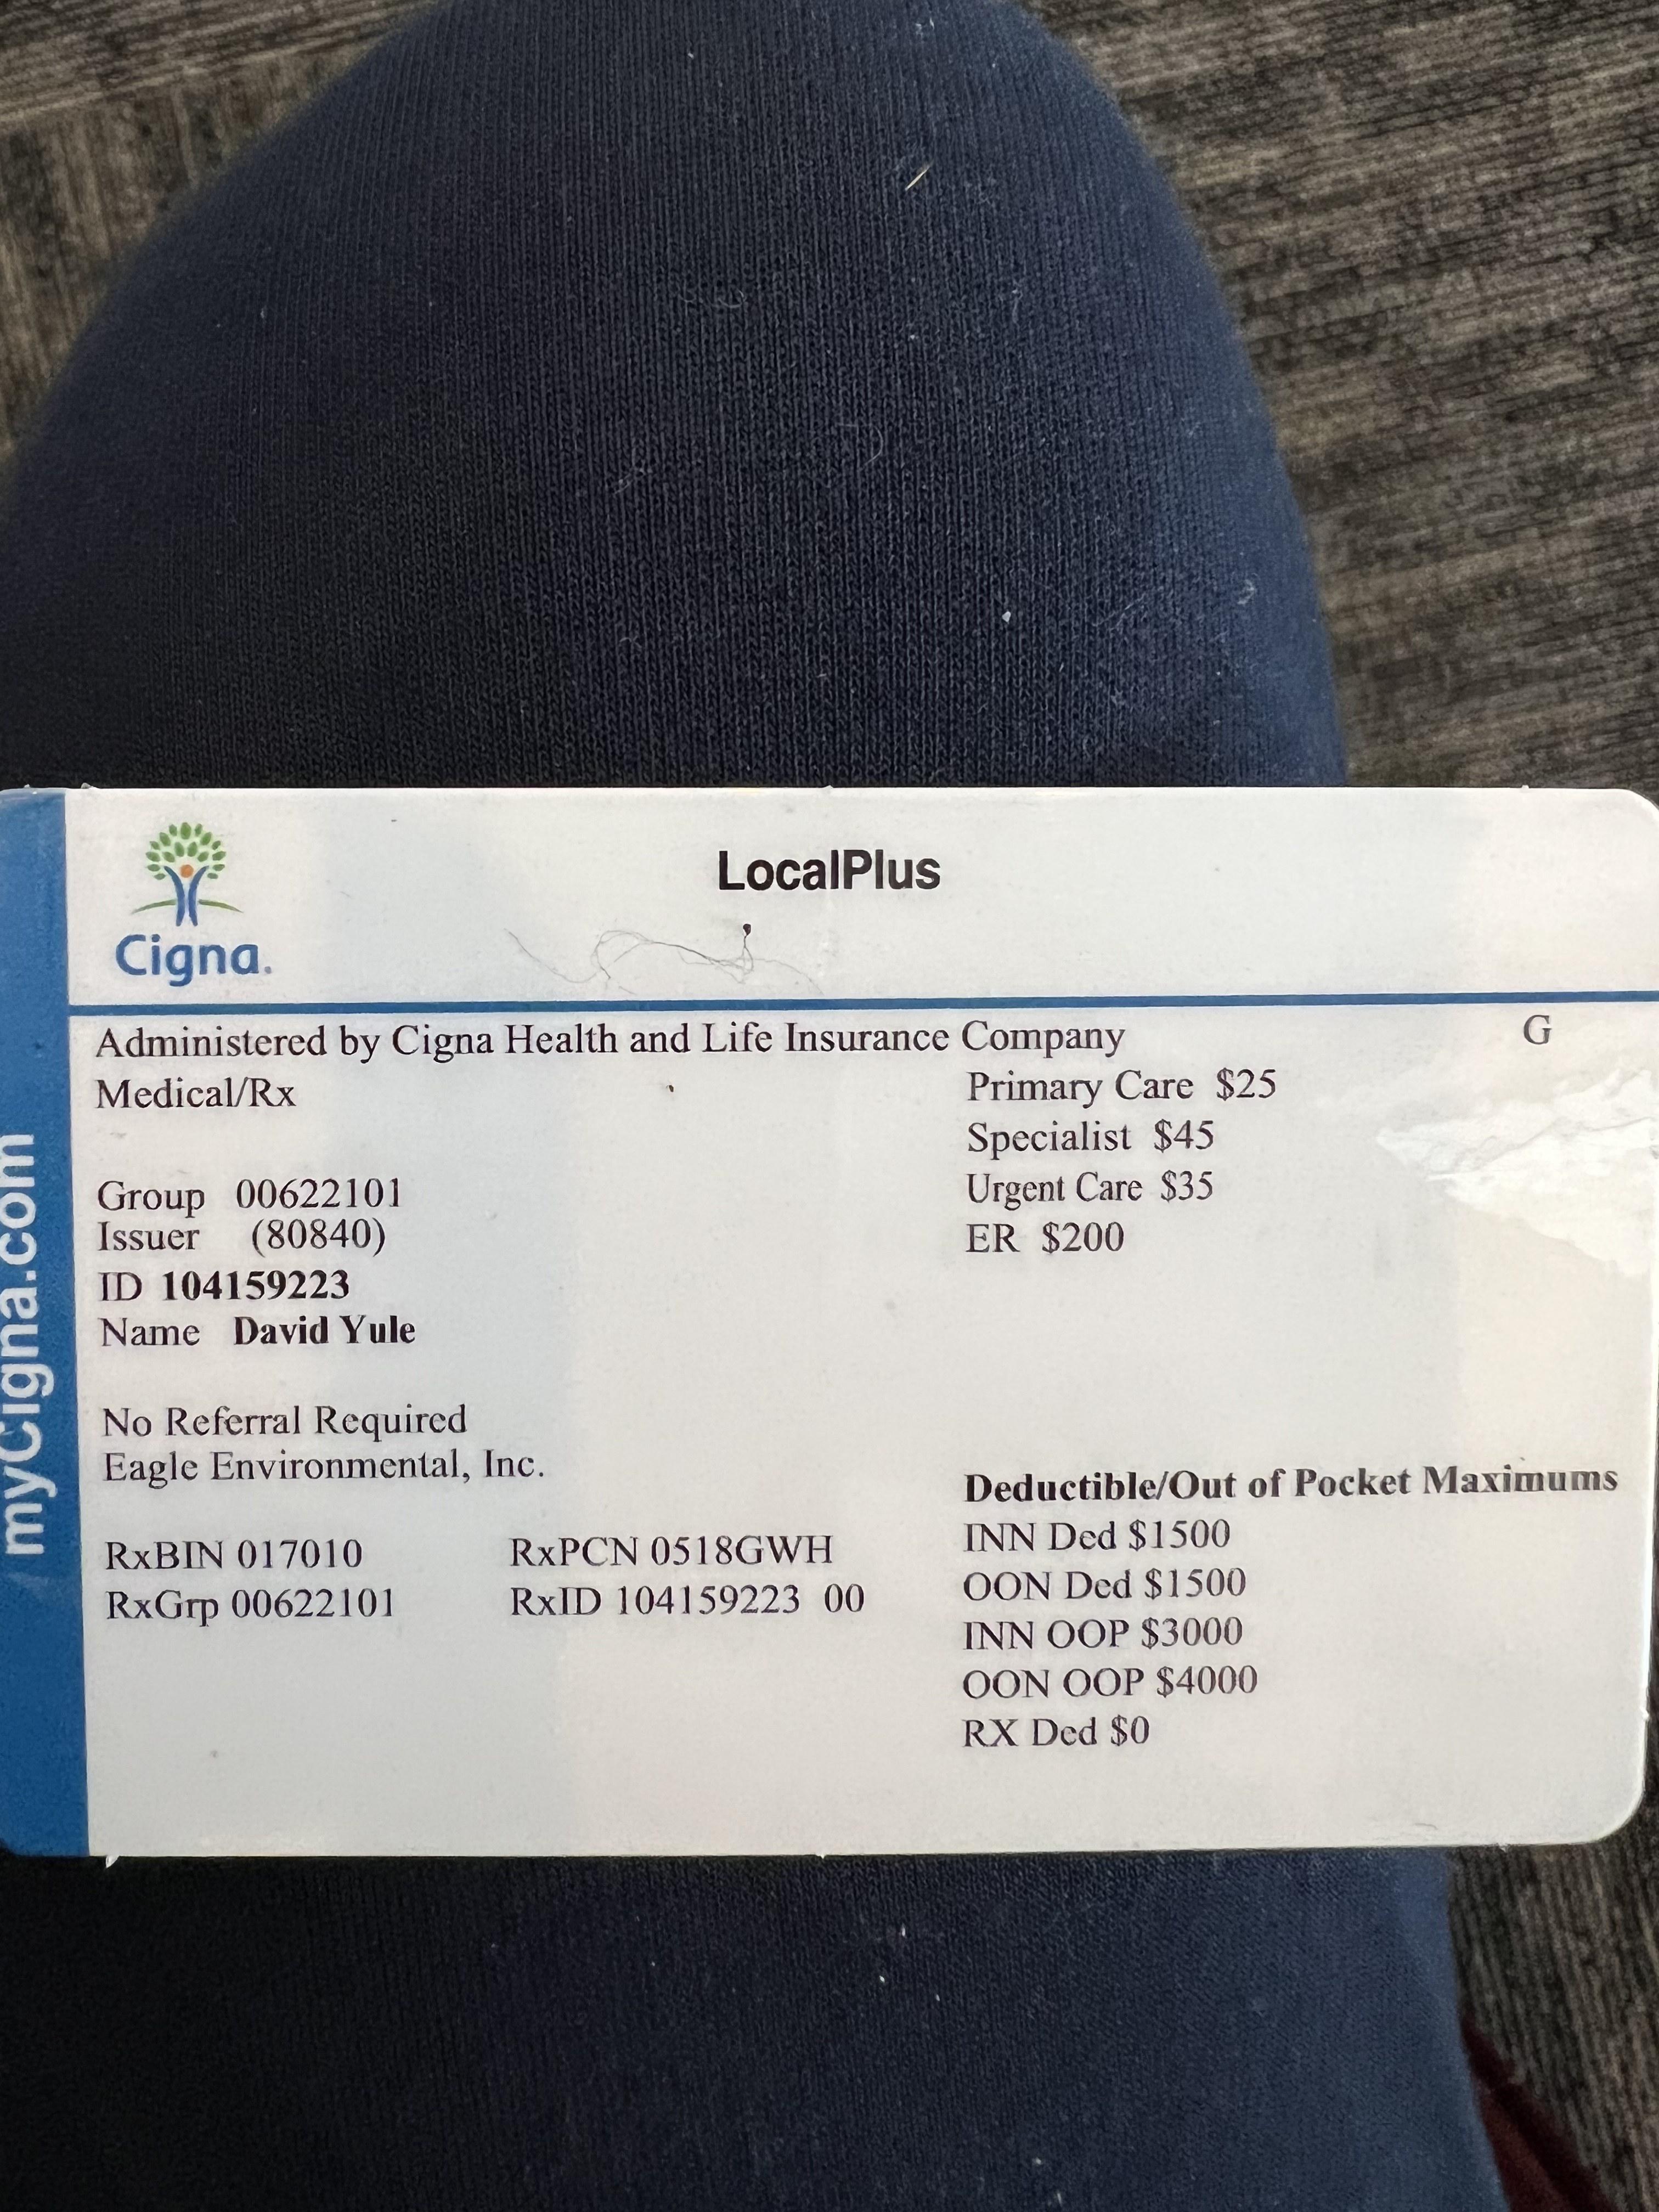 myCigna.com
Cigna.
LocalPlus
Administered by Cigna Health and Life Insurance Company
G
Medical/Rx
Primary Care $25
Specialist $45
Urgent Care $35
ER $200
Group 00622101
Issuer (80840)
ID 104159223
Name David Yule
No Referral Required
Eagle Environmental, Inc.
RxBIN 017010 RxPCN 0518GWH
RxGrp 00622101 RxID 104159223 00
Deductible/Out of Pocket Maximums
INN Ded $1500
OON Ded $1500
INN OOP $3000
OON OOP $4000
RX Ded $0